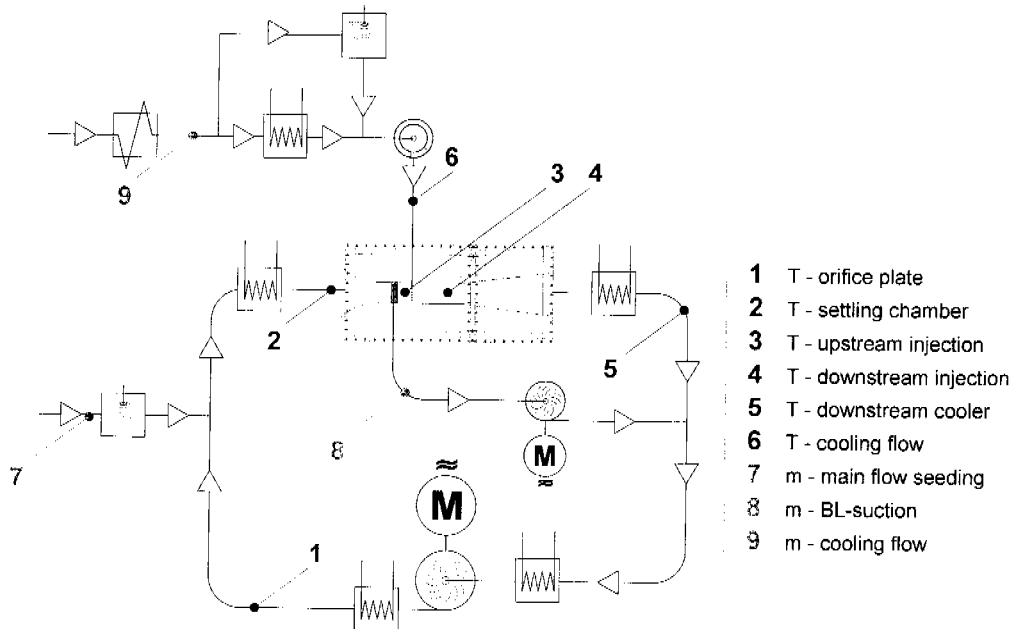 6
3
4
9
2
5
7
8
M
M
1
1 T - orifice plate
2 T - settling chamber
3 T - upstream injection
4 T - downstream injection
5 T - downstream cooler
6 T - cooling flow
7 m - main flow seeding
8 m - BL-suction
9 m - cooling flow